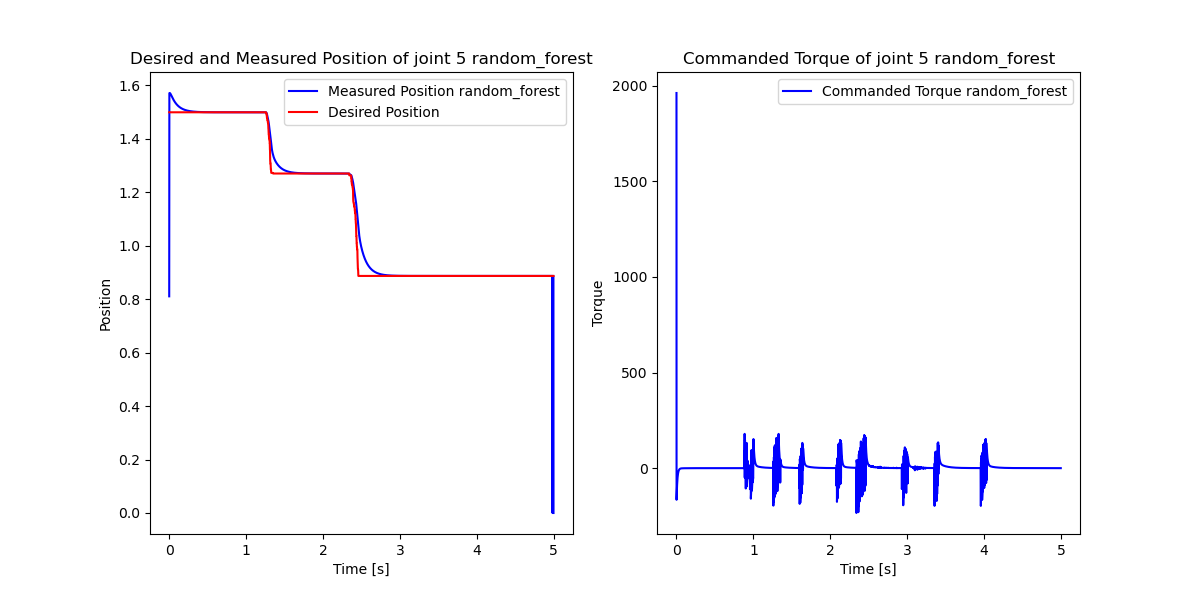 Desired and Measured Position of joint 5 random_forest
Measured Position random_forest
Desired Position
Position
1.6
1.4
1.2
1.0
0.8
0.6
0.4
0.2
0.0
0 1 2 3 4 5
Time [s]
Commanded Torque of joint 5 random_forest
Commanded Torque random_forest
Torque
2000
1500
1000
500
0
0 1 2 3 4 5
Time [s]